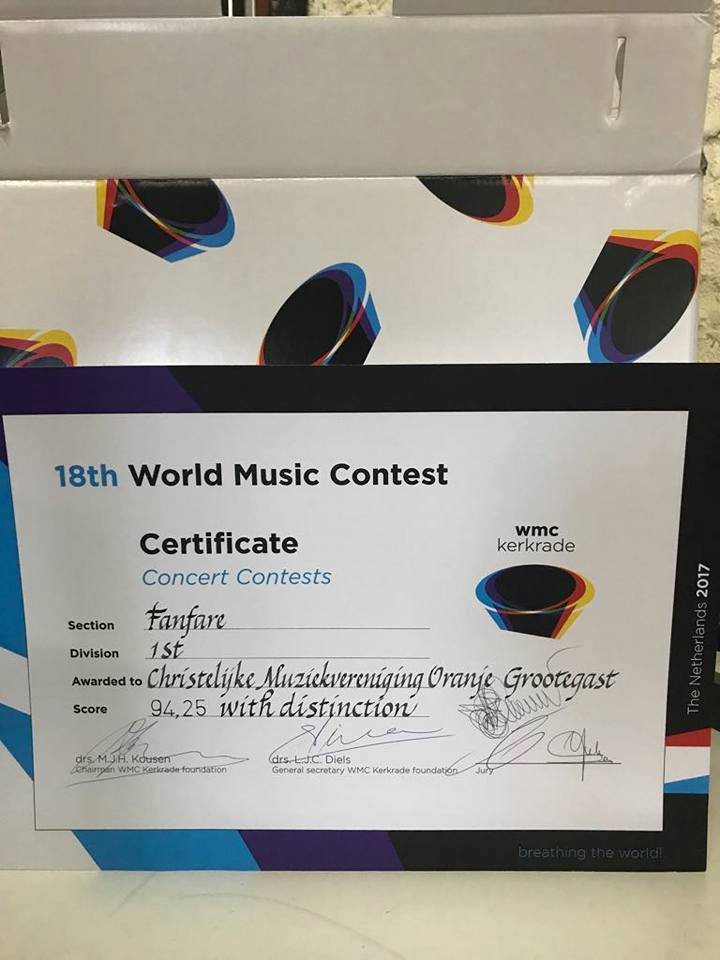 18th World Music Contest
Certificate
Concert Contests
wmc
kerkrade
Section Fanfare
Division 1st
Awarded to Christelijke Muziekvereniging Oranje Grootegast
Score 94,25 with distinction
drs. M.J.H. Kousen
Chairman WMC Kerkrade foundation
drs. L.J.C. Diels
General secretary WMC Kerkrade foundation
Jury
The Netherlands 2017
breathing the world!